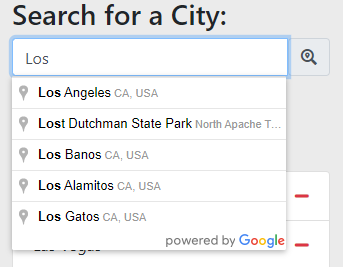 Search for a City:
Los
Los Angeles CA, USA
Lost Dutchman State Park North Apache T...
Los Banos CA, USA
Los Alamitos CA, USA
Los Gatos CA, USA
powered by Google